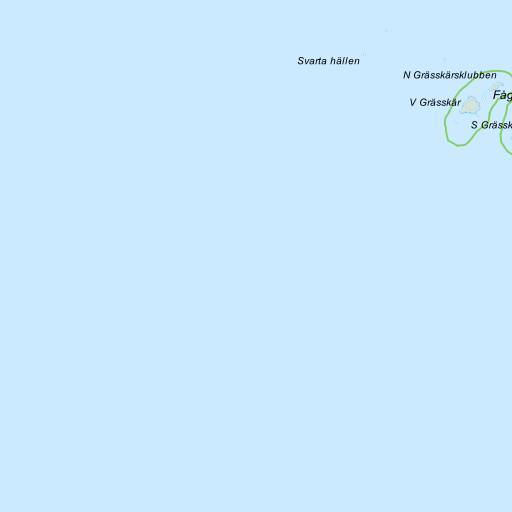 Svarta hällen
N Grässkärsklubben
Fåg
V Grässkär
S Grässk